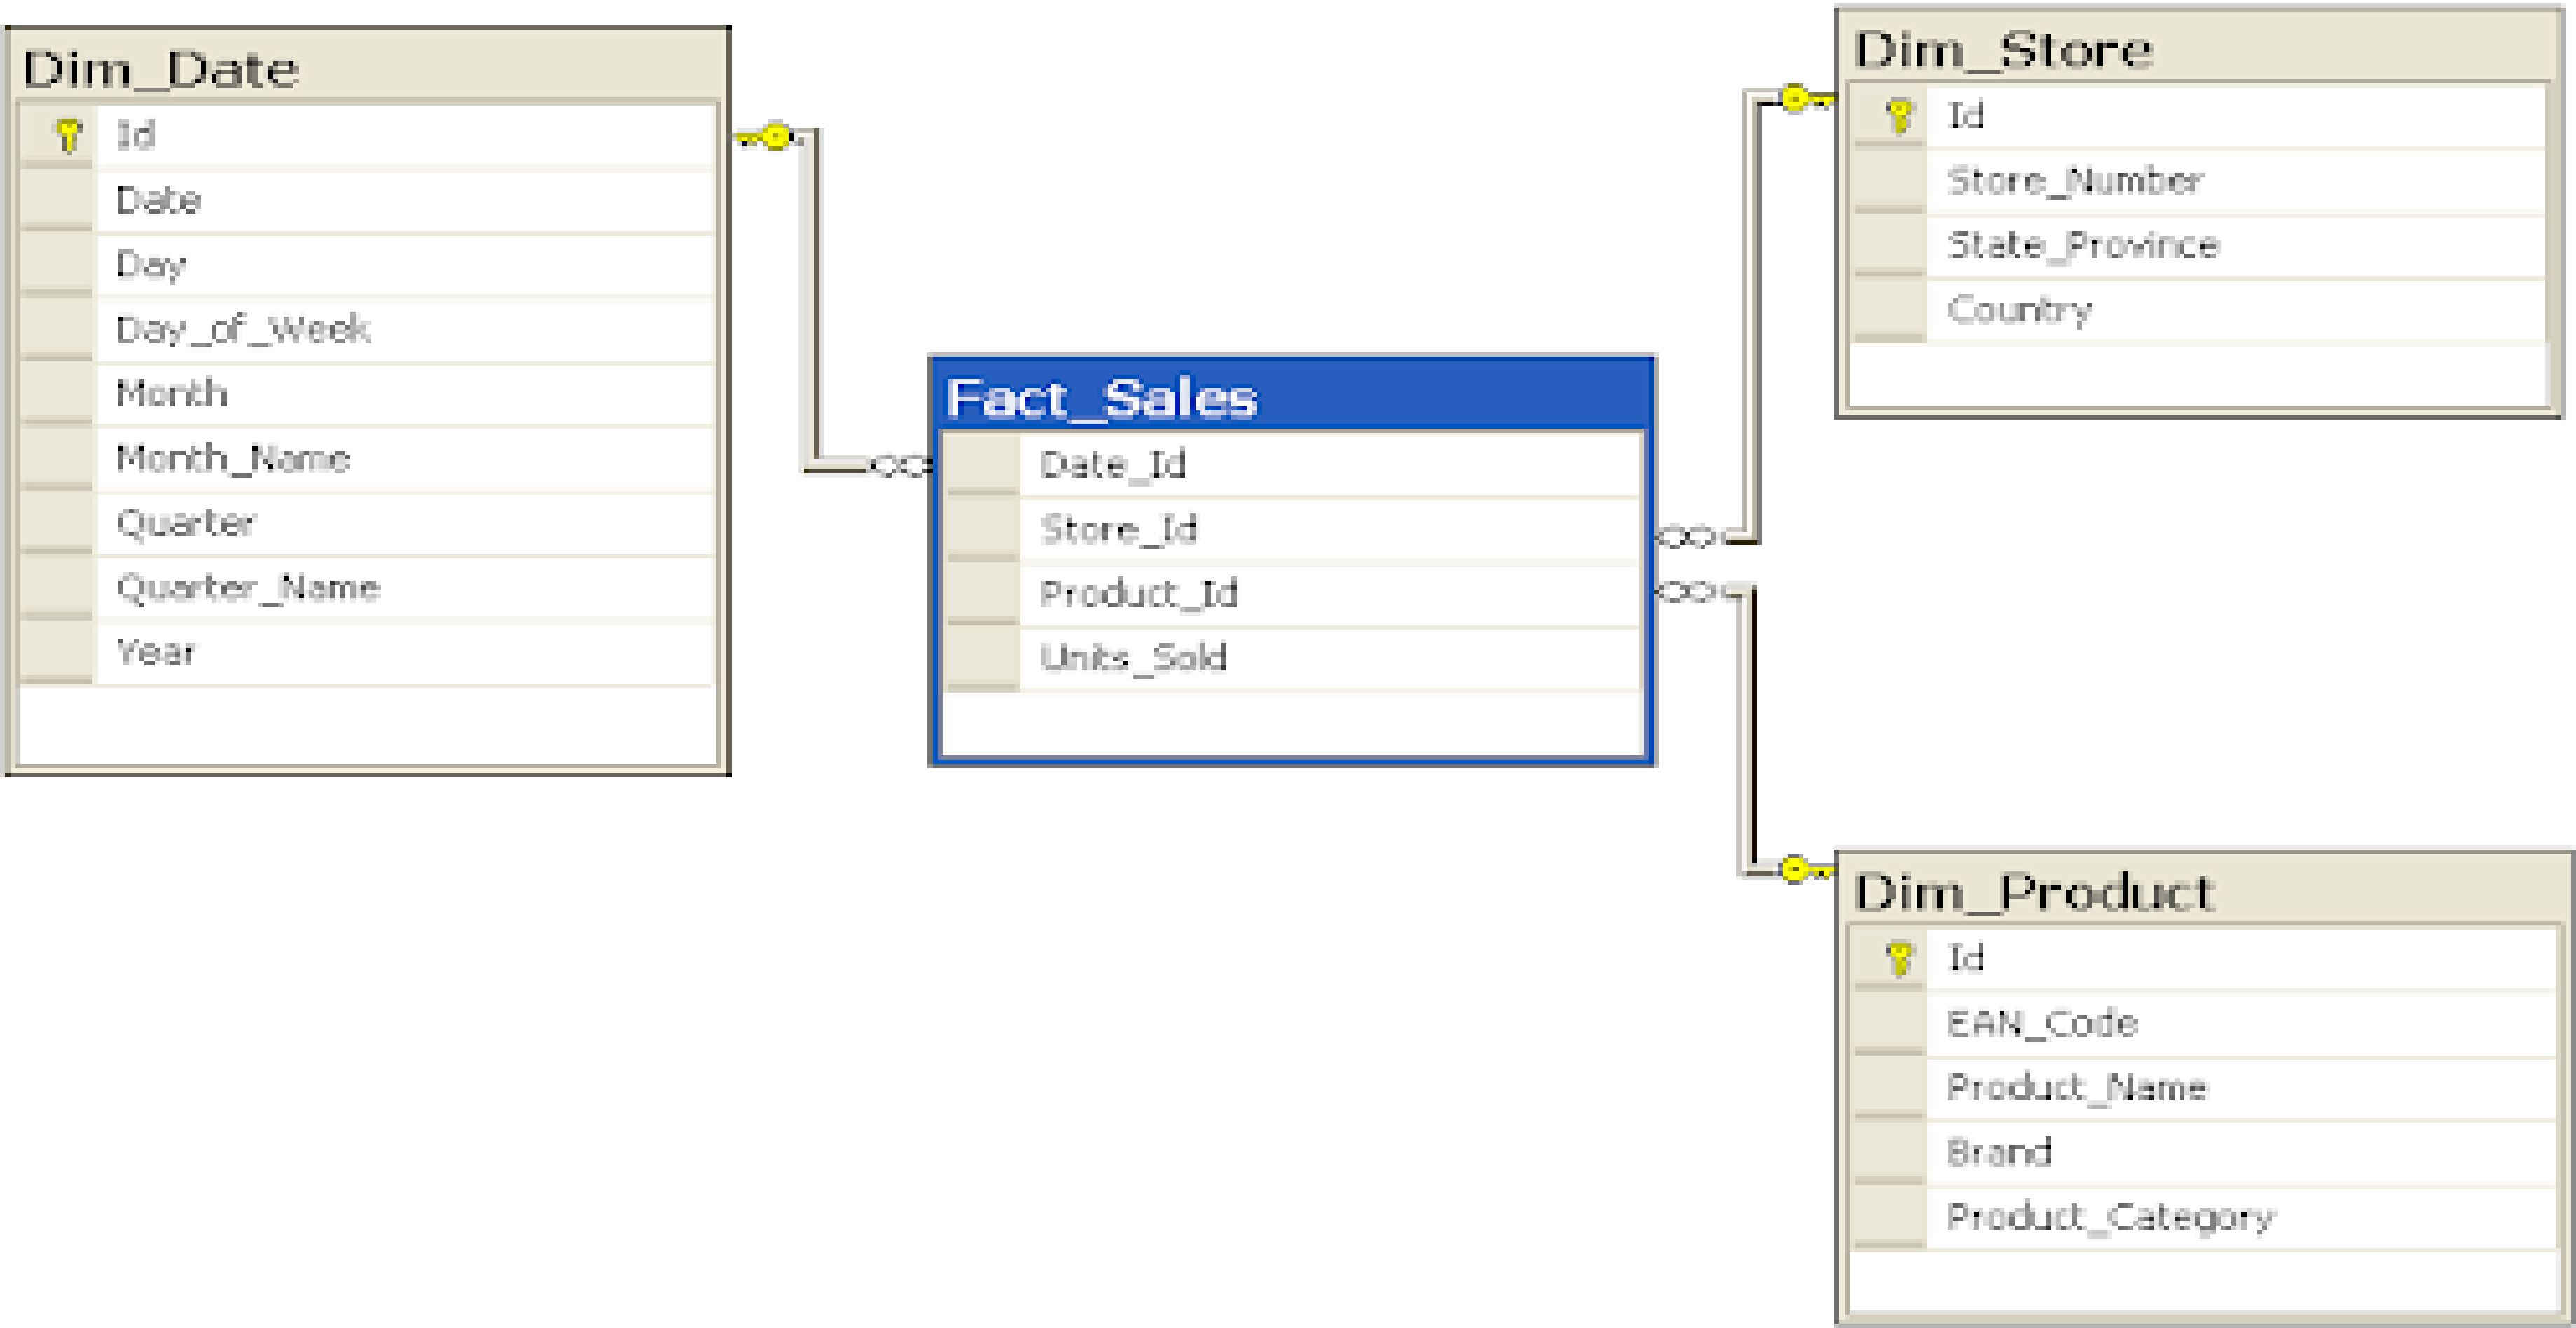 Dim_Date
Id
Date
Day
Day_of_Week
Month
Month_Name
Quarter
Quarter_Name
Year
Fact_Sales
Date_Id
Store_Id
Product_Id
Units_Sold
Dim_Store
Id
Store_Number
State_Province
Country
Dim_Product
Id
EAN_Code
Product_Name
Brand
Product_Category